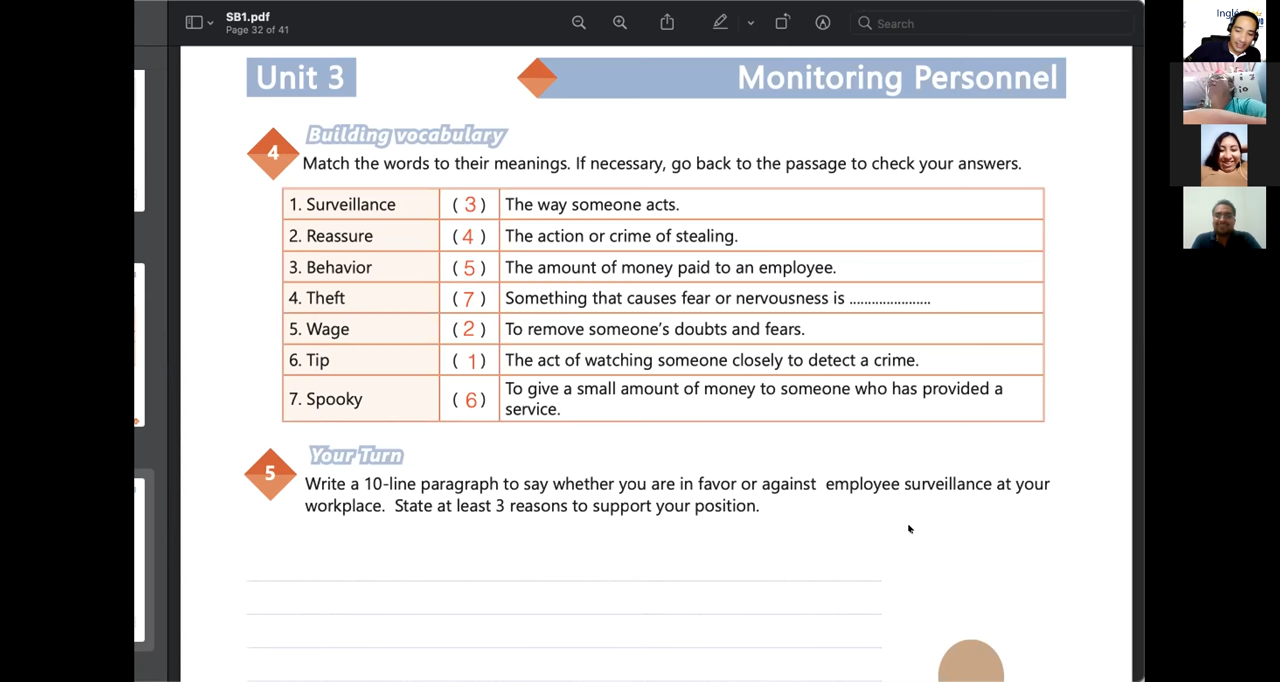 SB1.pdf
Page 32 of 41
Search
Unit 3
Monitoring Personnel
4
Building vocabulary
Match the words to their meanings. If necessary, go back to the passage to check your answers.
1. Surveillance ( 3 ) The way someone acts.
2. Reassure ( 4 ) The action or crime of stealing.
3. Behavior ( 5 ) The amount of money paid to an employee.
4. Theft ( 7 ) Something that causes fear or nervousness is ......................
5. Wage ( 2 ) To remove someone's doubts and fears.
6. Tip ( 1 ) The act of watching someone closely to detect a crime.
7. Spooky ( 6 ) To give a small amount of money to someone who has provided a
service.
5
Your Turn
Write a 10-line paragraph to say whether you are in favor or against employee surveillance at your
workplace. State at least 3 reasons to support your position.